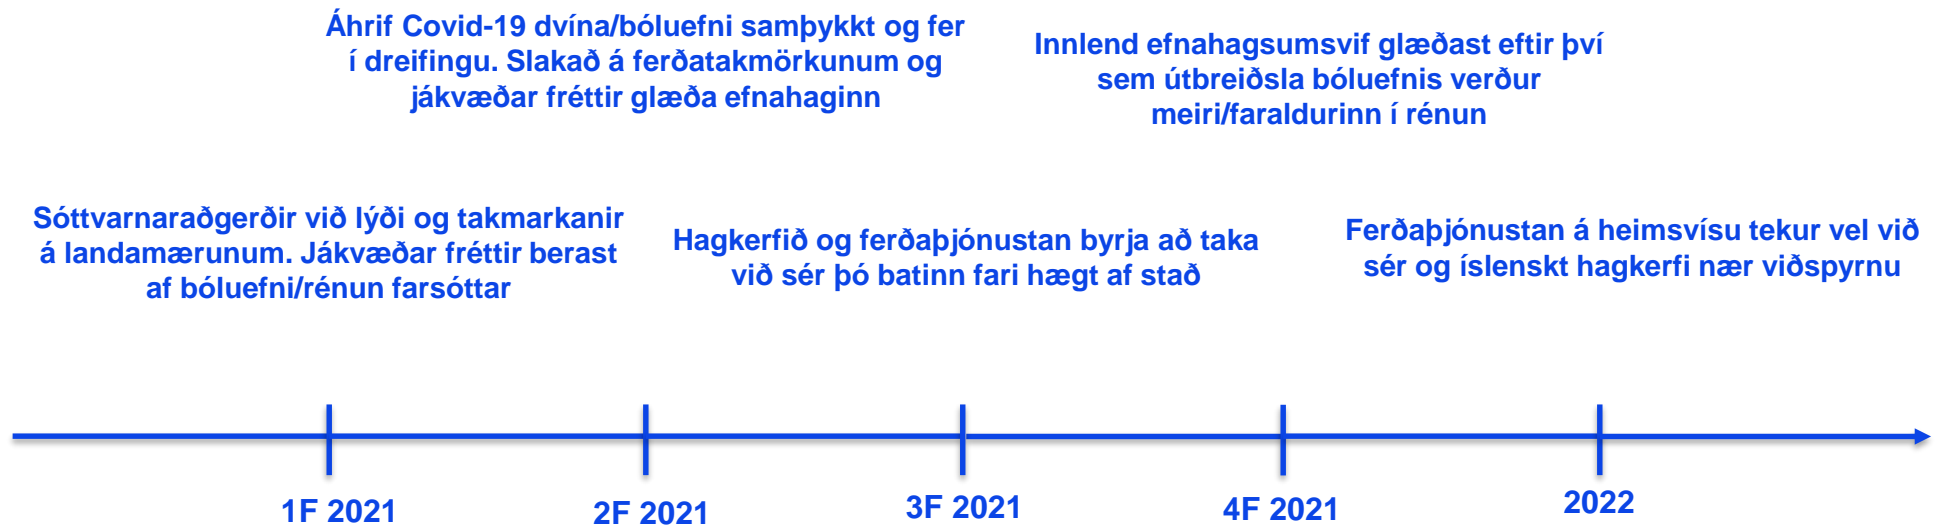 Áhrif Covid-19 dvína/bóluefni samþykkt og fer
í dreifingu. Slakað á ferðatakmörkunum og
jákvæðar fréttir glæða efnahaginn
Innlend efnahagsumsvif glæðast eftir því
sem útbreiðsla bóluefnis verður
meiri/faraldurinn í rénun
Sóttvarnaraðgerðir við lýði og takmarkanir
á landamærunum. Jákvæðar fréttir berast
af bóluefni/rénun farsóttar
Hagkerfið og ferðaþjónustan byrja að taka
við sér þó batinn fari hægt af stað
Ferðaþjónustan á heimsvísu tekur vel við
sér og íslenskt hagkerfi nær viðspyrnu
1F 2021
2F 2021
3F 2021
4F 2021
2022